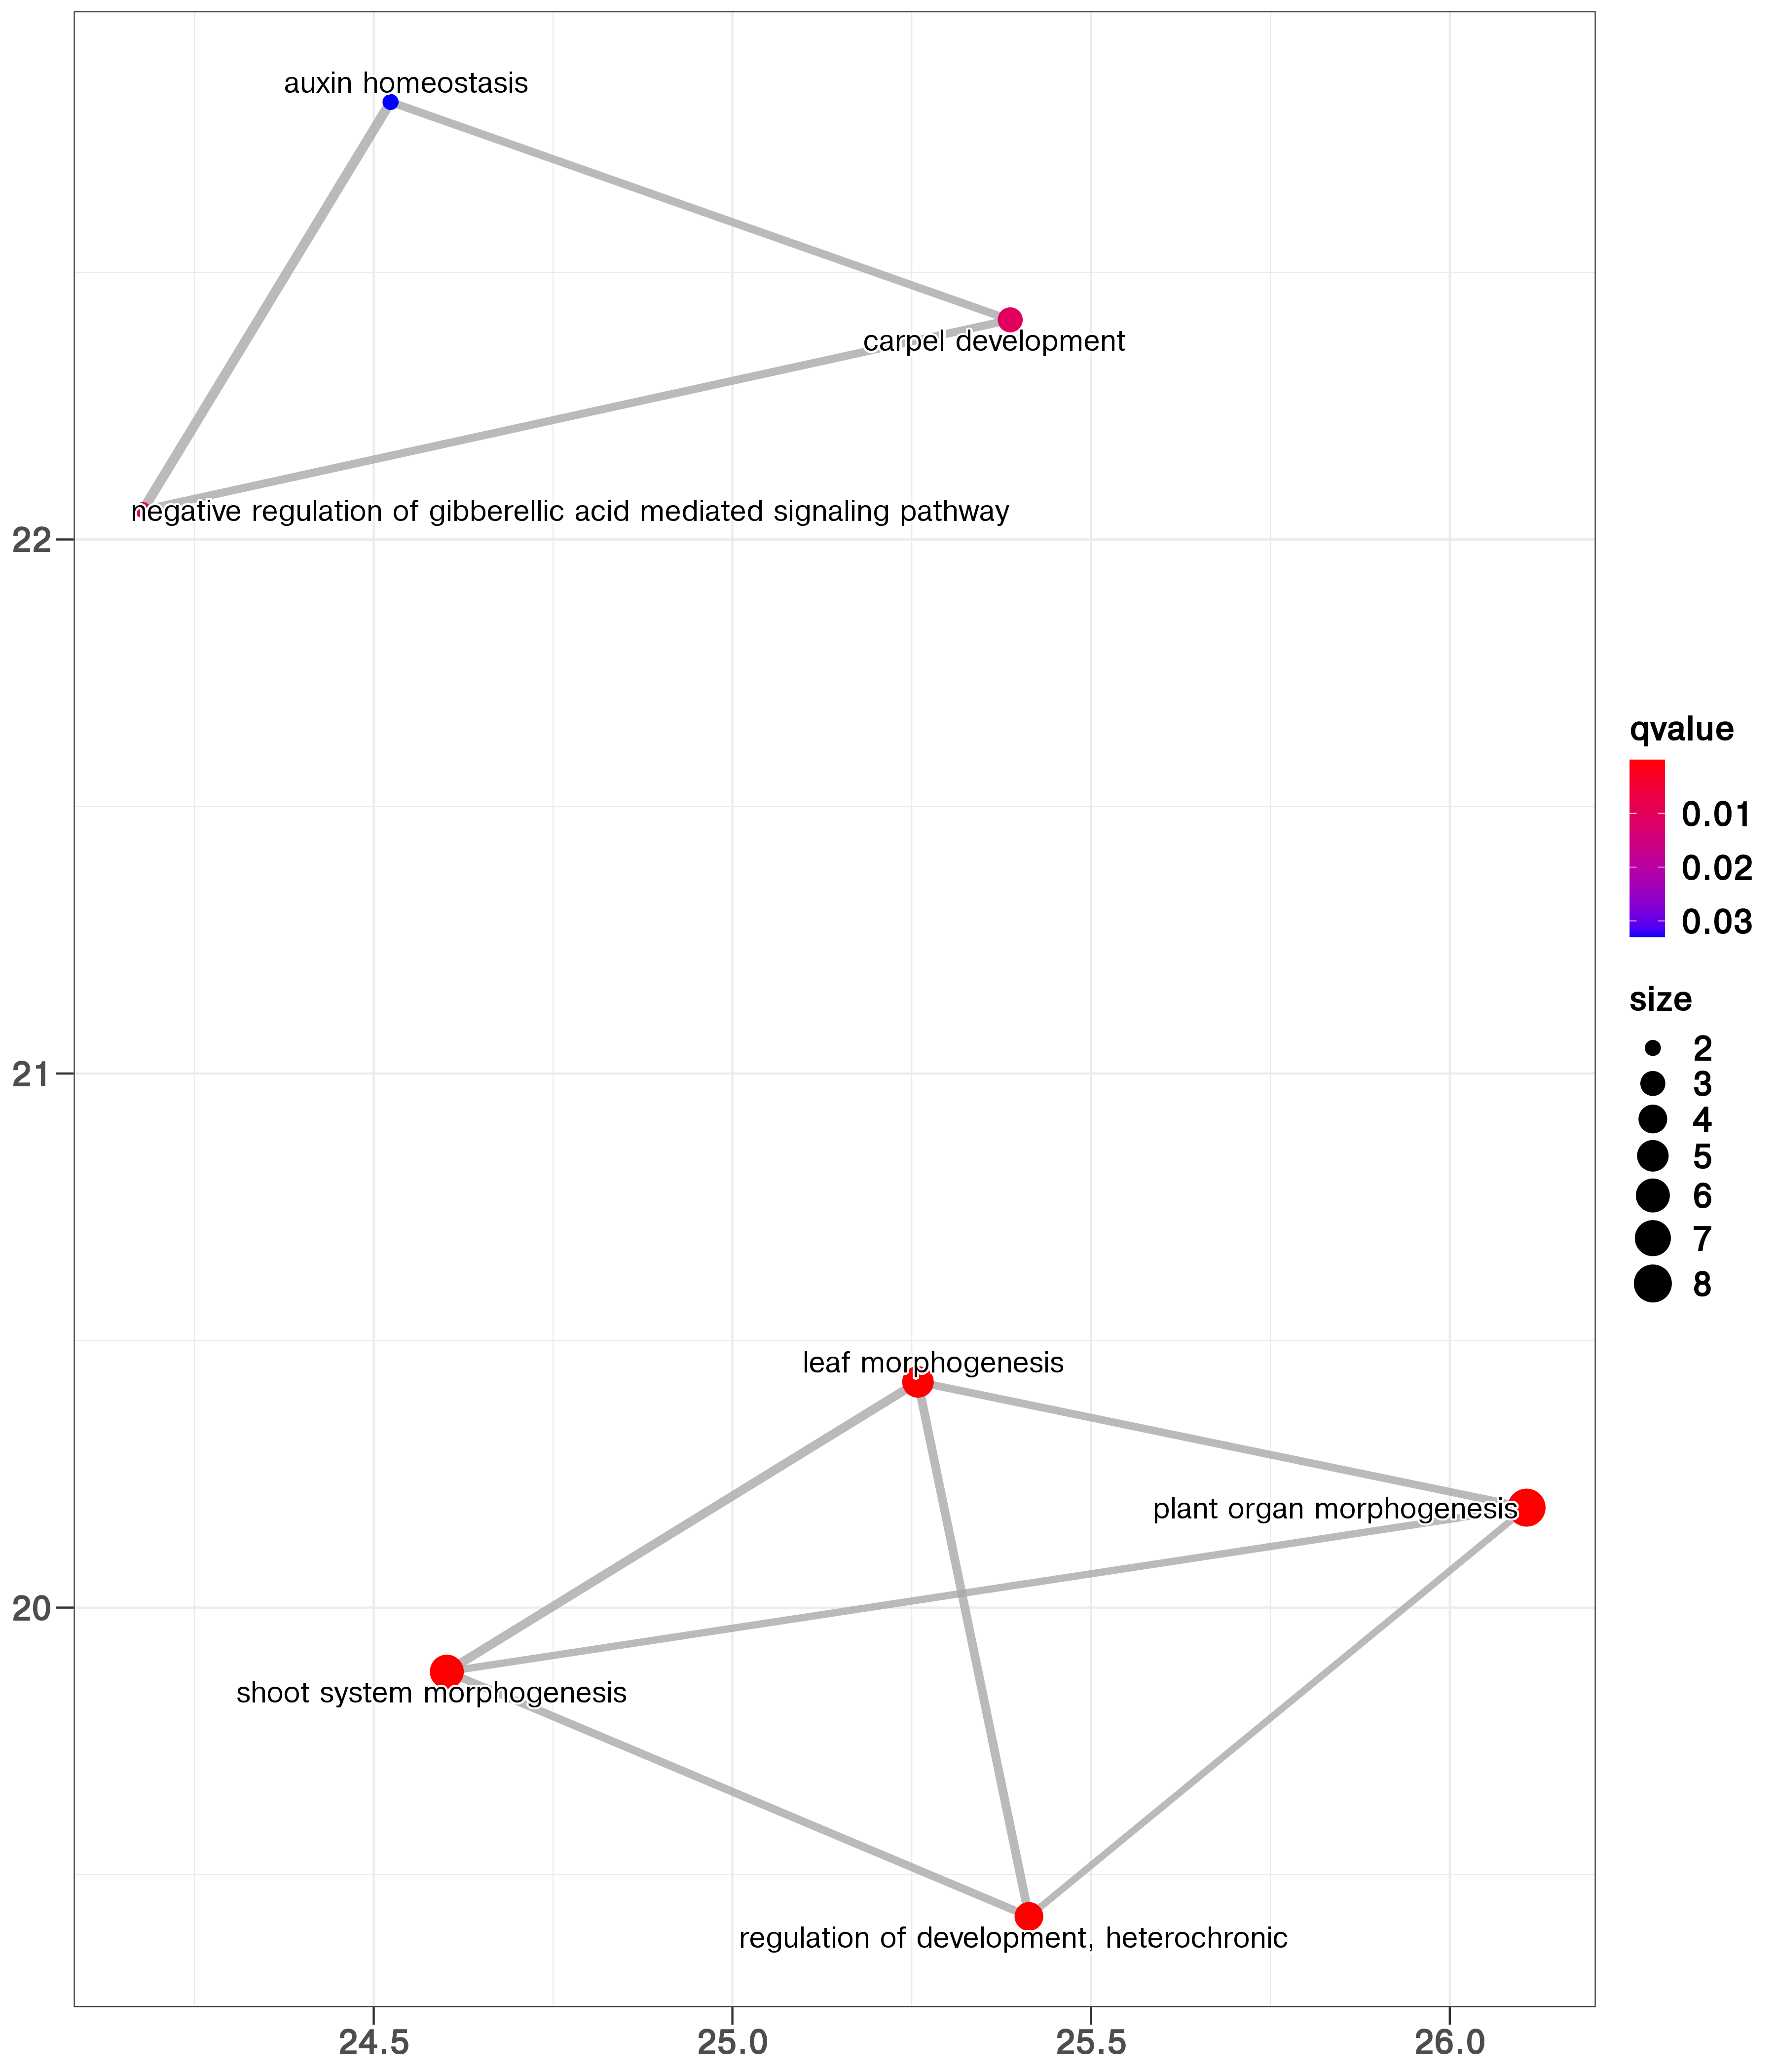 auxin homeostasis
carpel development
negative regulation of gibberellic acid mediated signaling pathway
leaf morphogenesis
plant organ morphogenesis
shoot system morphogenesis
regulation of development, heterochronic
22
21
20
24.5
25.0
25.5
26.0
qvalue
0.01
0.02
0.03
size
2
3
4
5
6
7
8